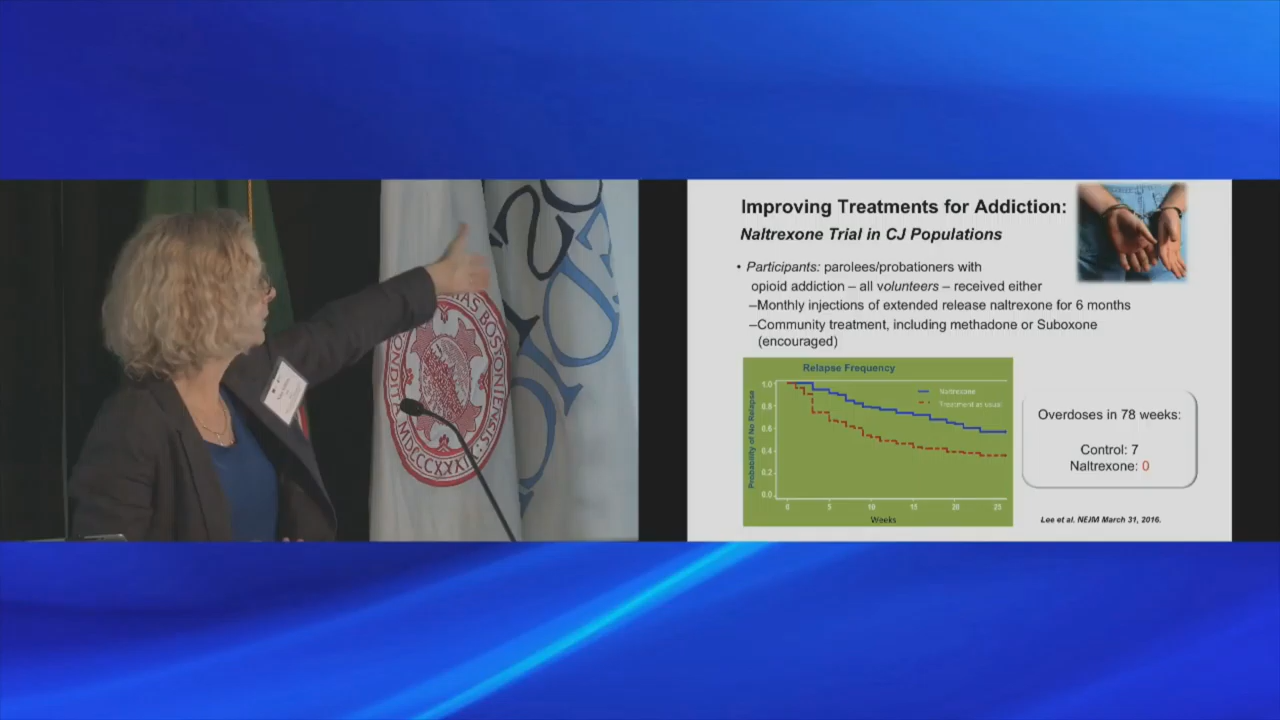 Improving Treatments for Addiction:
Naltrexone Trial in CJ Populations
• Participants: parolees/probationers with
opioid addiction – all volunteers – received either
–Monthly injections of extended release naltrexone for 6 months
–Community treatment, including methadone or Suboxone
(encouraged)
Relapse Frequency
Probability of No Relapse
1.0
0.8
0.6
0.4
0.2
0.0
Naltrexone
Treatment as usual
0 5 10 15 20 25
Weeks
Overdoses in 78 weeks:
Control: 7
Naltrexone: 0
Lee et al. NEJM March 31, 2016.